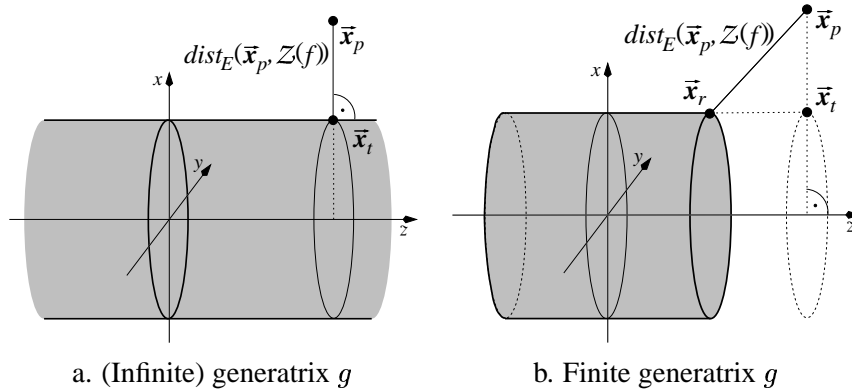 x⃗_p
dist_E(x⃗_p, Z(f))
x
x⃗_t
y
z
a. (Infinite) generatrix g
x⃗_p
dist_E(x⃗_p, Z(f))
x
x⃗_r
x⃗_t
y
z
b. Finite generatrix g